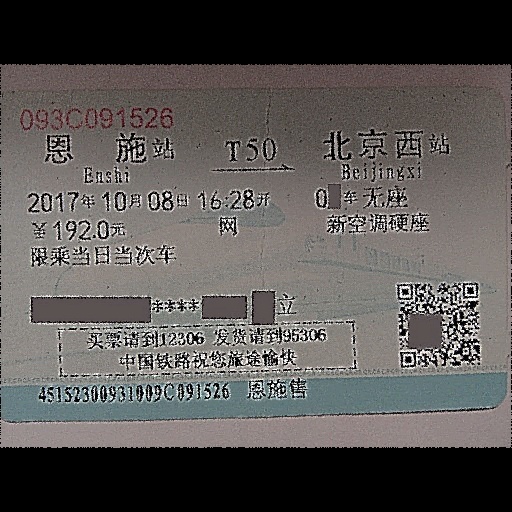 093C091526
恩施站 T50 北京西站
Enshi Beijingxi
2017年10月08日16:28开 0 车无座
￥192.0元 网 新空调硬座
限乘当日当次车
**** 立
买票请到12306 发货请到95306
中国铁路祝您旅途愉快
45152300931009C091526 恩施售